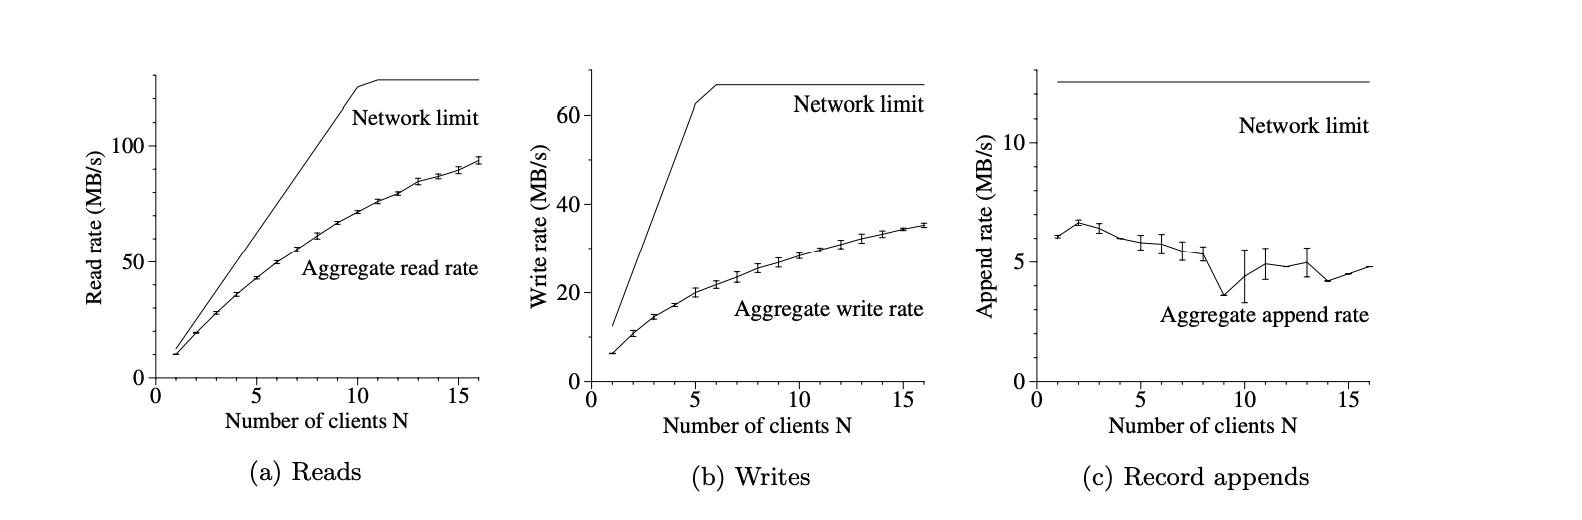 Read rate (MB/s)
100
50
0
Network limit
Aggregate read rate
0 5 10 15
Number of clients N
(a) Reads
Write rate (MB/s)
60
40
20
0
Network limit
Aggregate write rate
0 5 10 15
Number of clients N
(b) Writes
Append rate (MB/s)
10
5
0
Network limit
Aggregate append rate
0 5 10 15
Number of clients N
(c) Record appends